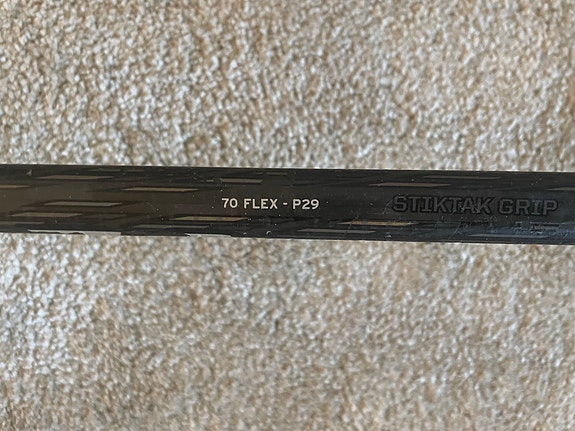 70 FLEX - P29 STIKTAK GRIP